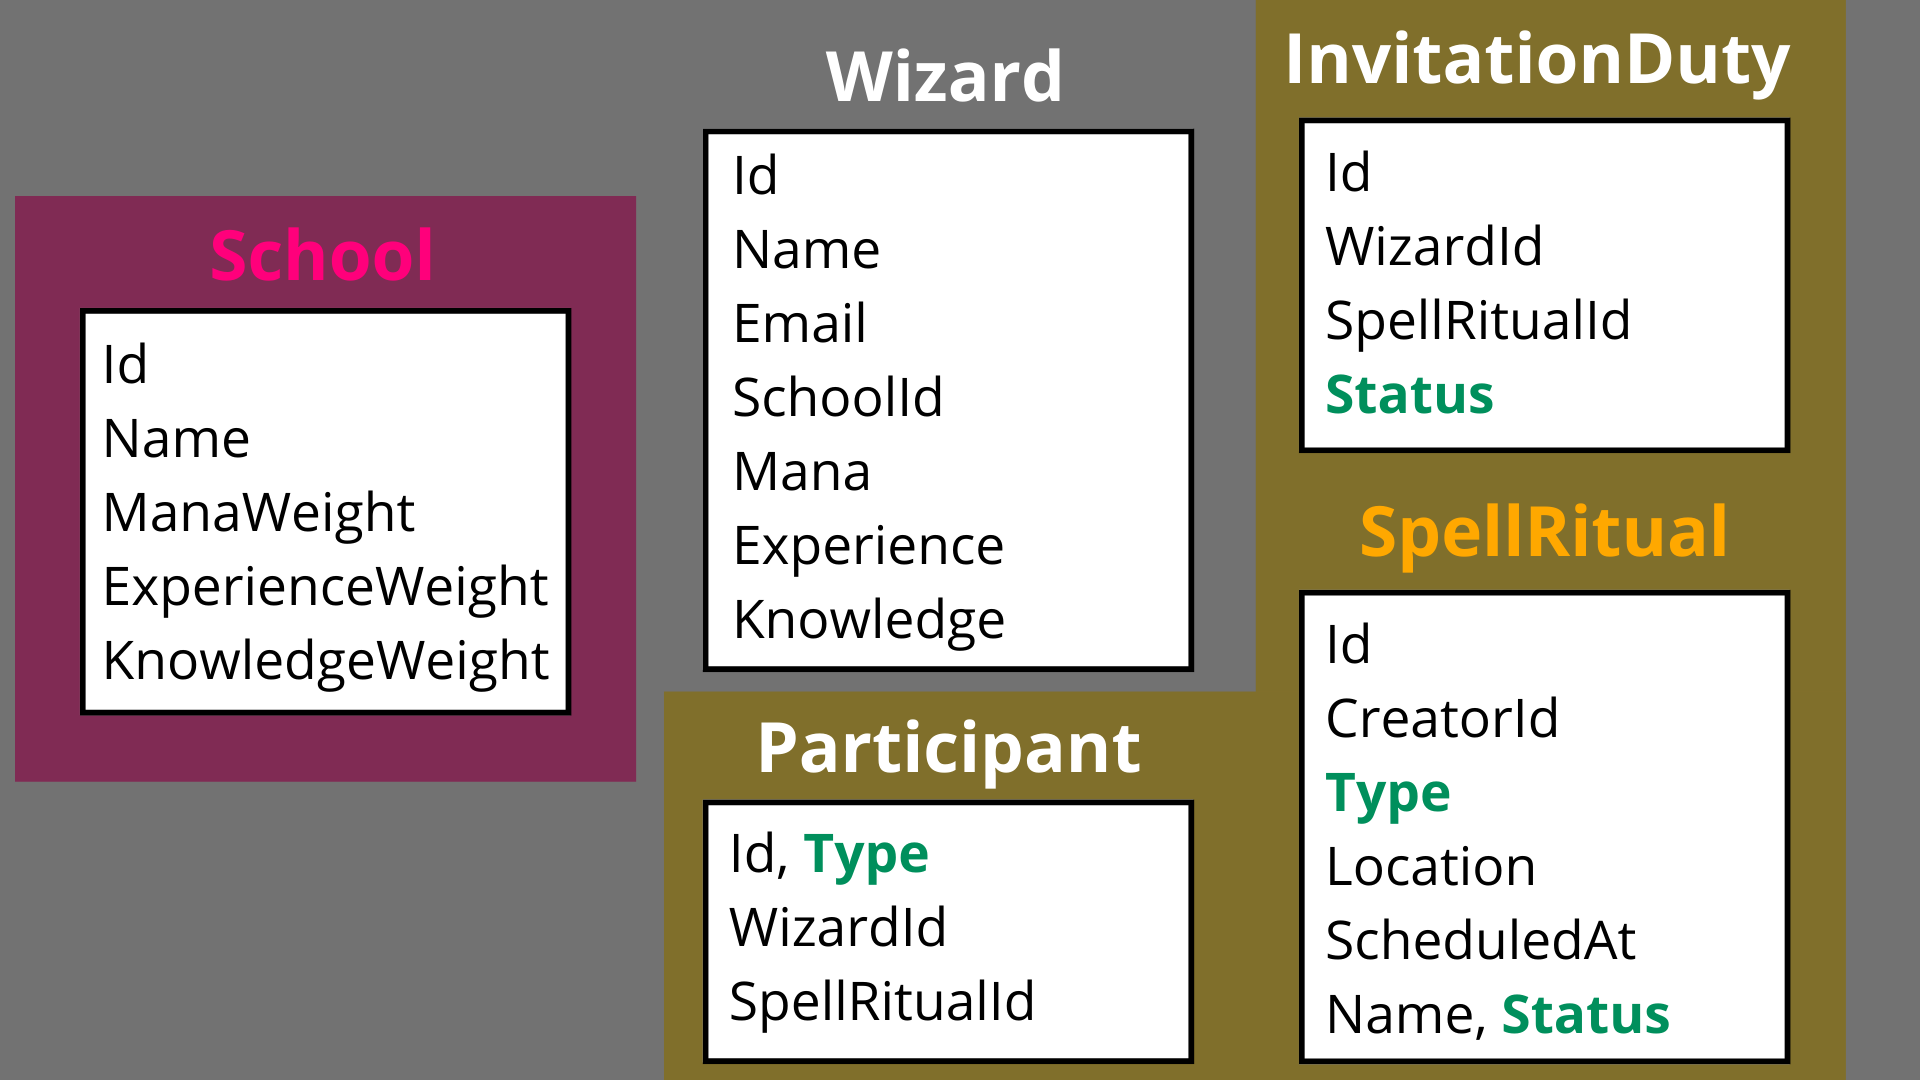 School
Id
Name
ManaWeight
ExperienceWeight
KnowledgeWeight
Wizard
Id
Name
Email
SchoolId
Mana
Experience
Knowledge
Participant
Id, Type
WizardId
SpellRitualId
InvitationDuty
Id
WizardId
SpellRitualId
Status
SpellRitual
Id
CreatorId
Type
Location
ScheduledAt
Name, Status